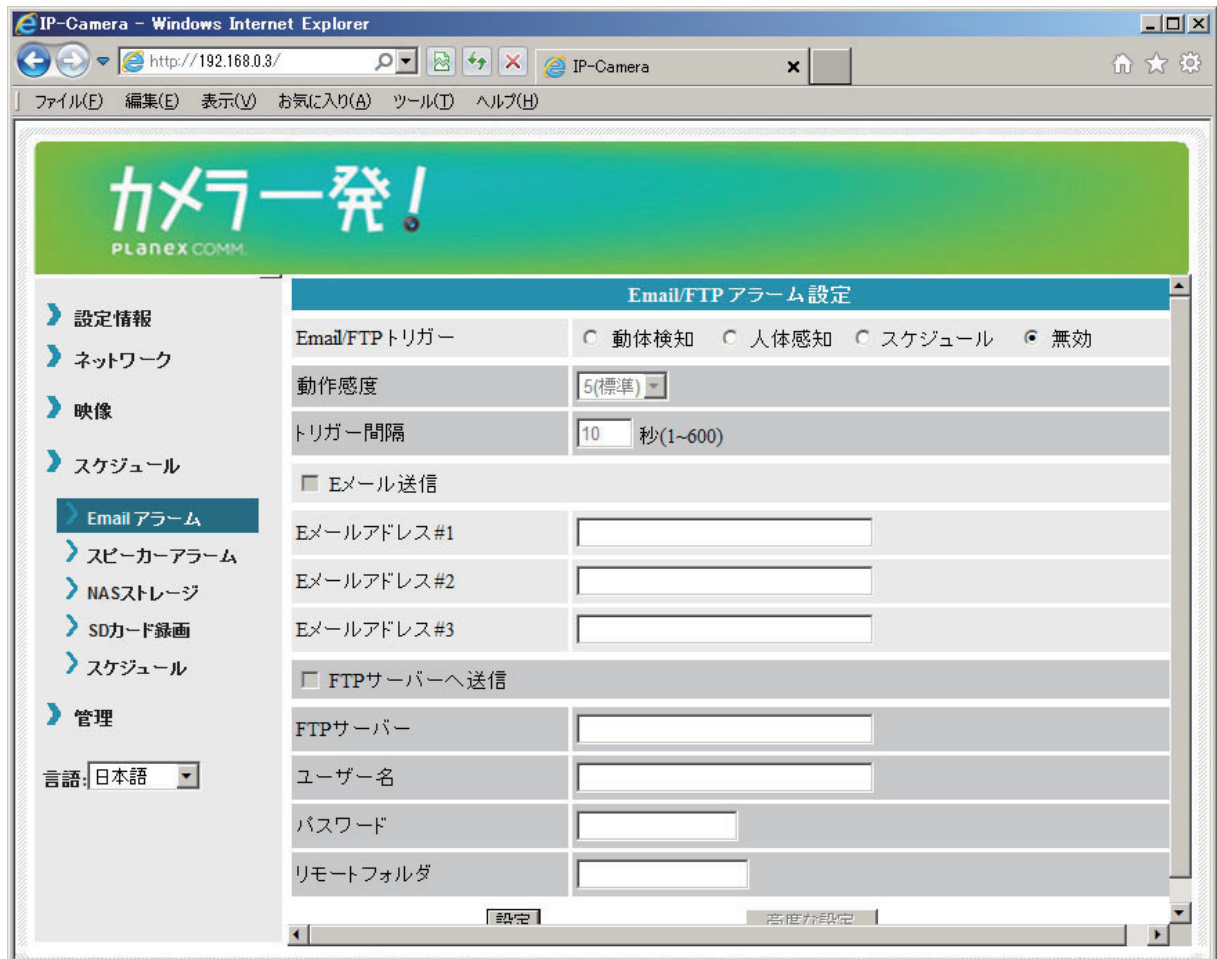 IP-Camera - Windows Internet Explorer
http://192.168.0.3/
IP-Camera
ファイル(F) 編集(E) 表示(V) お気に入り(A) ツール(T) ヘルプ(H)
カメラ一発!
PLANEX COMM.
設定情報
ネットワーク
映像
スケジュール
Email アラーム
スピーカーアラーム
NASストレージ
SDカード録画
スケジュール
管理
言語: 日本語
Email/FTP アラーム設定
Email/FTPトリガー 動体検知 人体感知 スケジュール 無効
動作感度 5(標準)
トリガー間隔 10 秒(1~600)
Eメール送信
Eメールアドレス#1
Eメールアドレス#2
Eメールアドレス#3
FTPサーバーへ送信
FTPサーバー
ユーザー名
パスワード
リモートフォルダ
設定 高度な設定